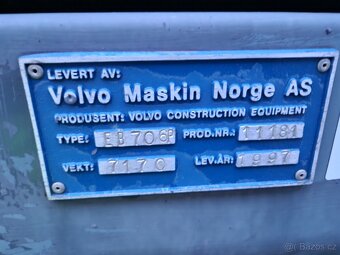 LEVERT AV:
Volvo Maskin Norge AS
PRODUSENT: VOLVO CONSTRUCTION EQUIPMENT
TYPE: EB706P PROD.NR.: 11181
VEKT: 7170 LEV.ÅR: 1997
Bazos.cz